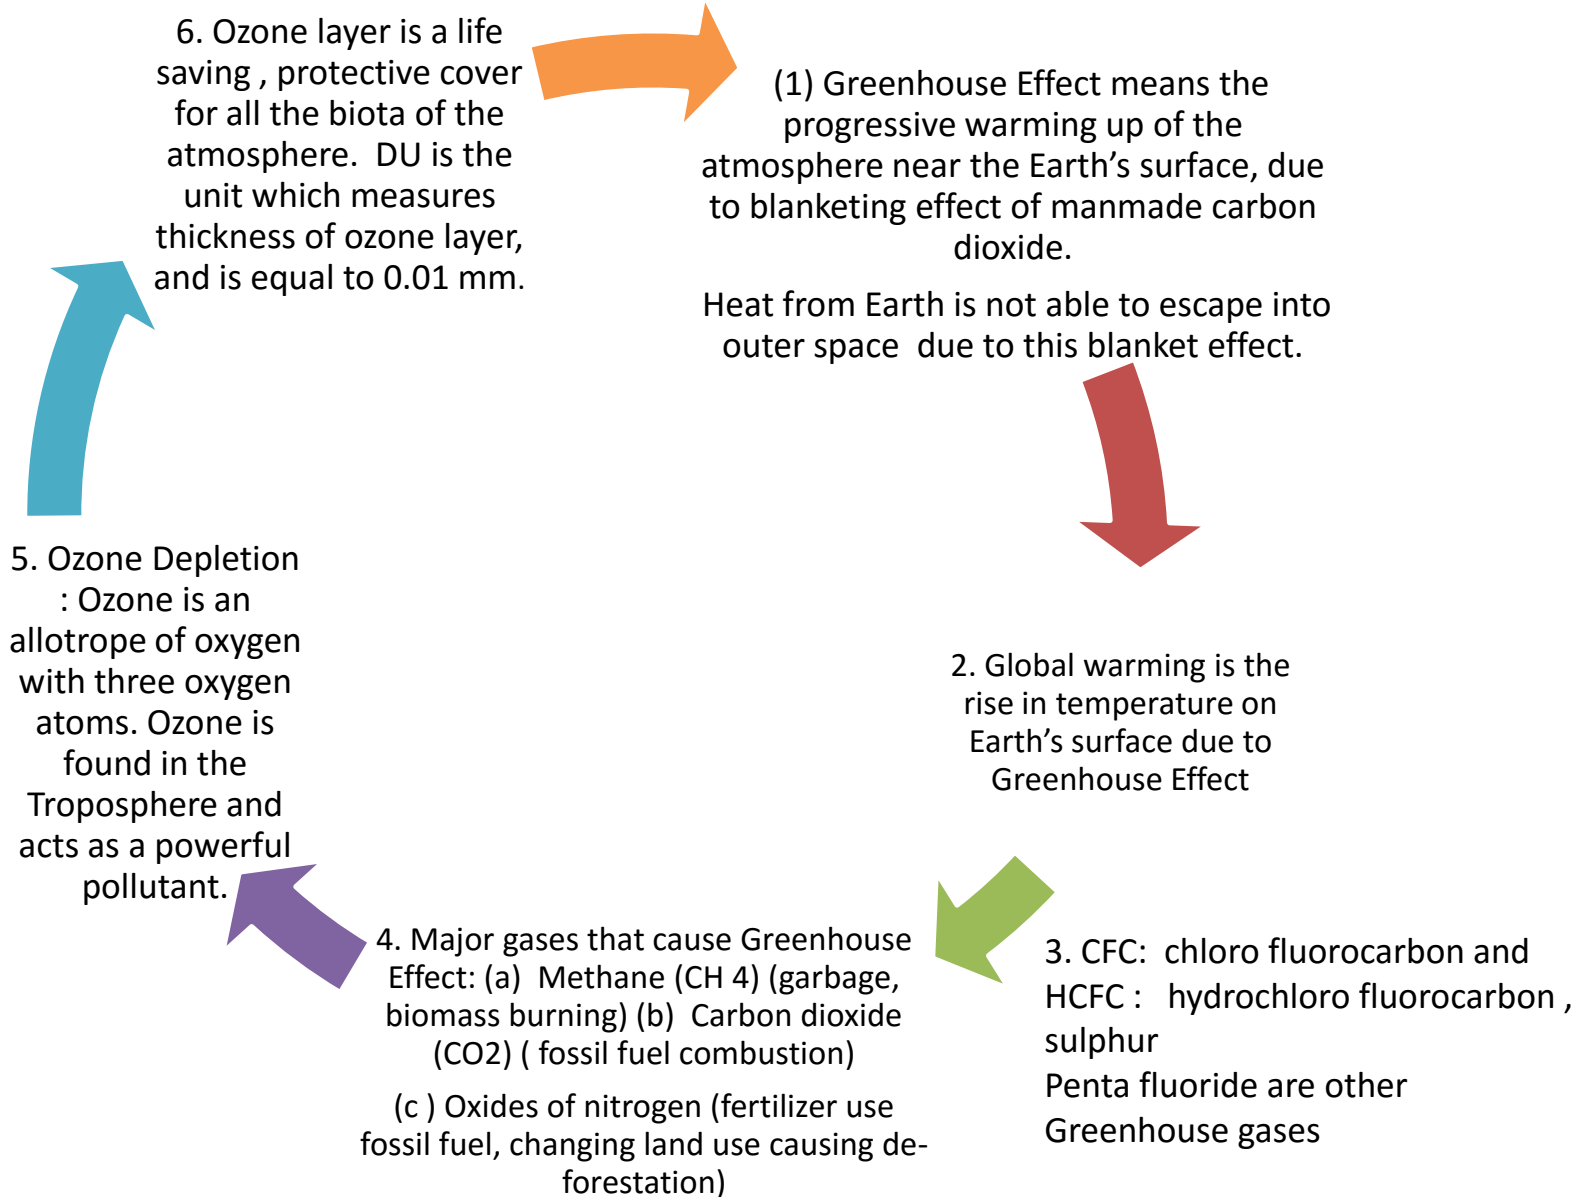 (1) Greenhouse Effect means the
progressive warming up of the
atmosphere near the Earth’s surface, due
to blanketing effect of manmade carbon
dioxide.
Heat from Earth is not able to escape into
outer space due to this blanket effect.
2. Global warming is the
rise in temperature on
Earth’s surface due to
Greenhouse Effect
3. CFC: chloro fluorocarbon and
HCFC : hydrochloro fluorocarbon ,
sulphur
Penta fluoride are other
Greenhouse gases
4. Major gases that cause Greenhouse
Effect: (a) Methane (CH 4) (garbage,
biomass burning) (b) Carbon dioxide
(CO2) ( fossil fuel combustion)
(c ) Oxides of nitrogen (fertilizer use
fossil fuel, changing land use causing de-
forestation)
5. Ozone Depletion
: Ozone is an
allotrope of oxygen
with three oxygen
atoms. Ozone is
found in the
Troposphere and
acts as a powerful
pollutant.
6. Ozone layer is a life
saving , protective cover
for all the biota of the
atmosphere. DU is the
unit which measures
thickness of ozone layer,
and is equal to 0.01 mm.